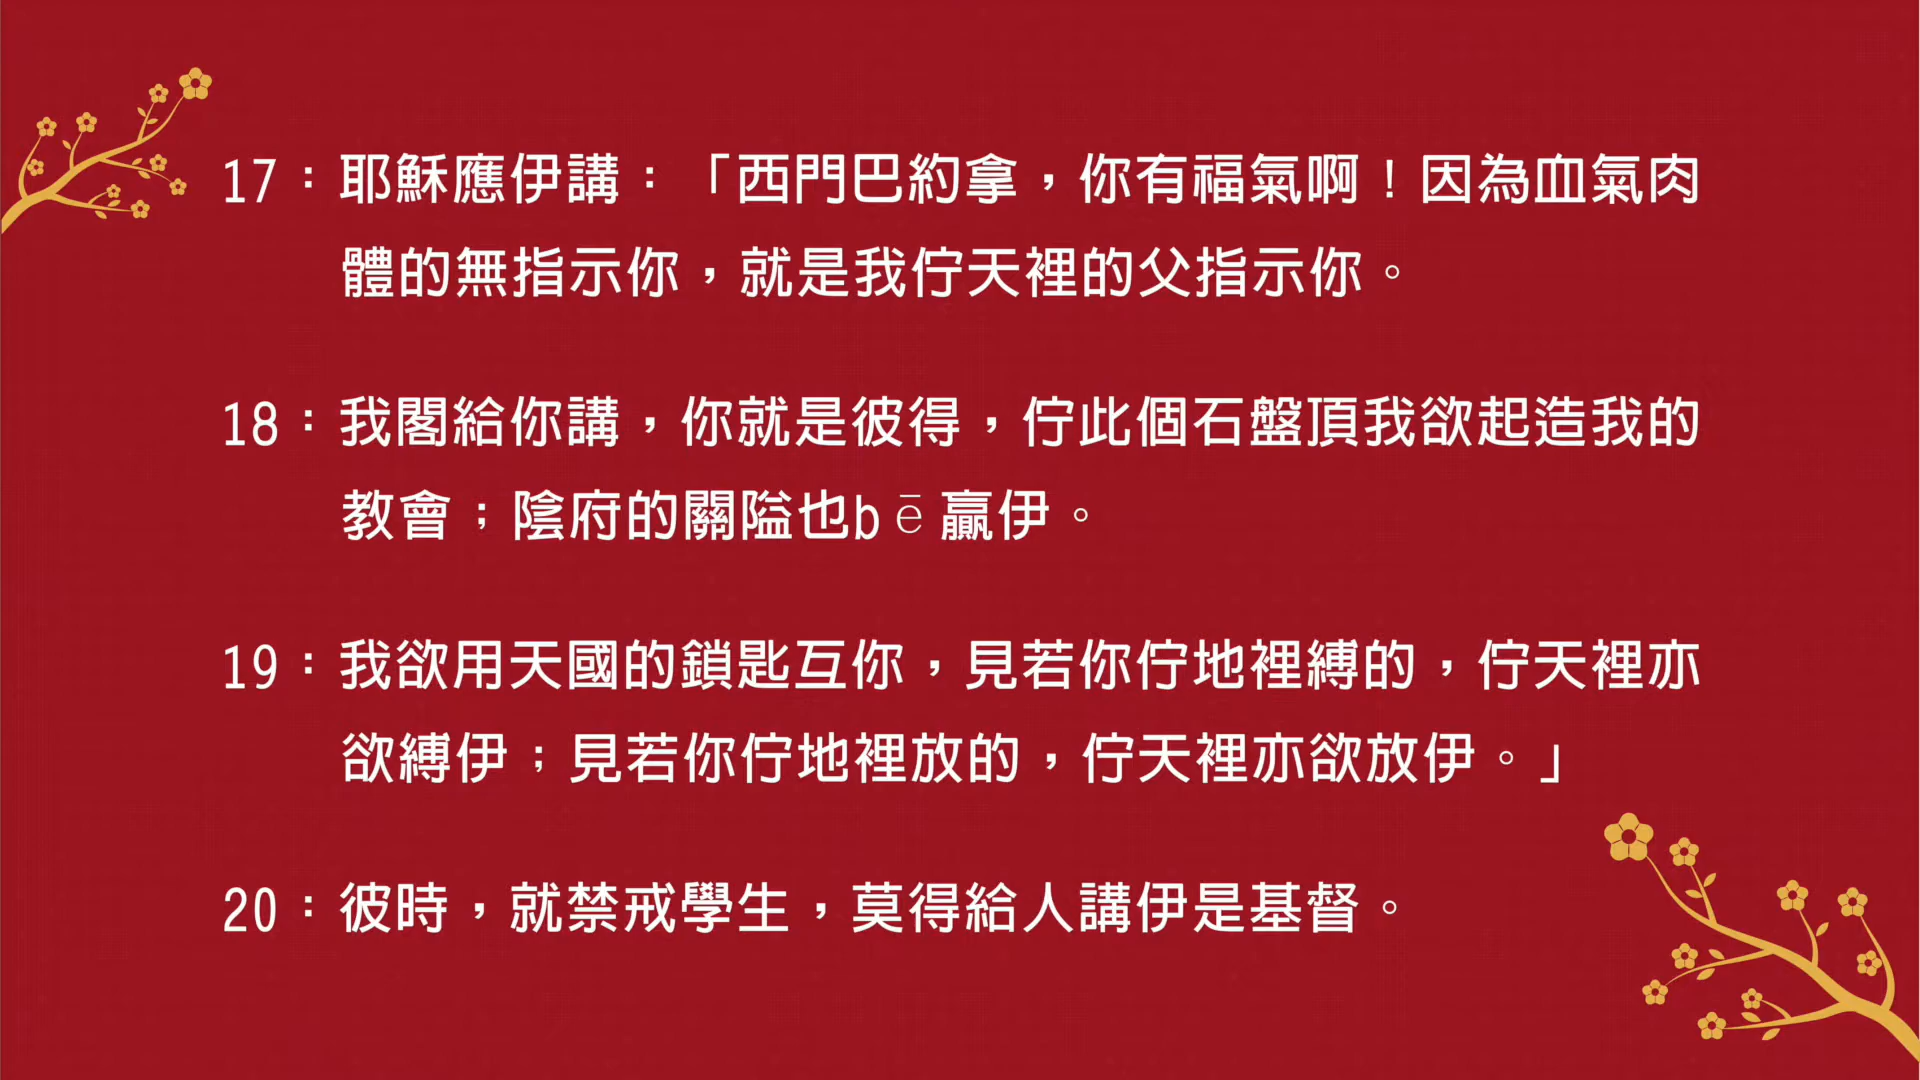 17：耶穌應伊講：「西門巴約拿，你有福氣啊！因為血氣肉
體的無指示你，就是我佇天裡的父指示你。
18：我閣給你講，你就是彼得，佇此個石盤頂我欲起造我的
教會；陰府的關隘也bē贏伊。
19：我欲用天國的鎖匙互你，見若你佇地裡縛的，佇天裡亦
欲縛伊；見若你佇地裡放的，佇天裡亦欲放伊。」
20：彼時，就禁戒學生，莫得給人講伊是基督。